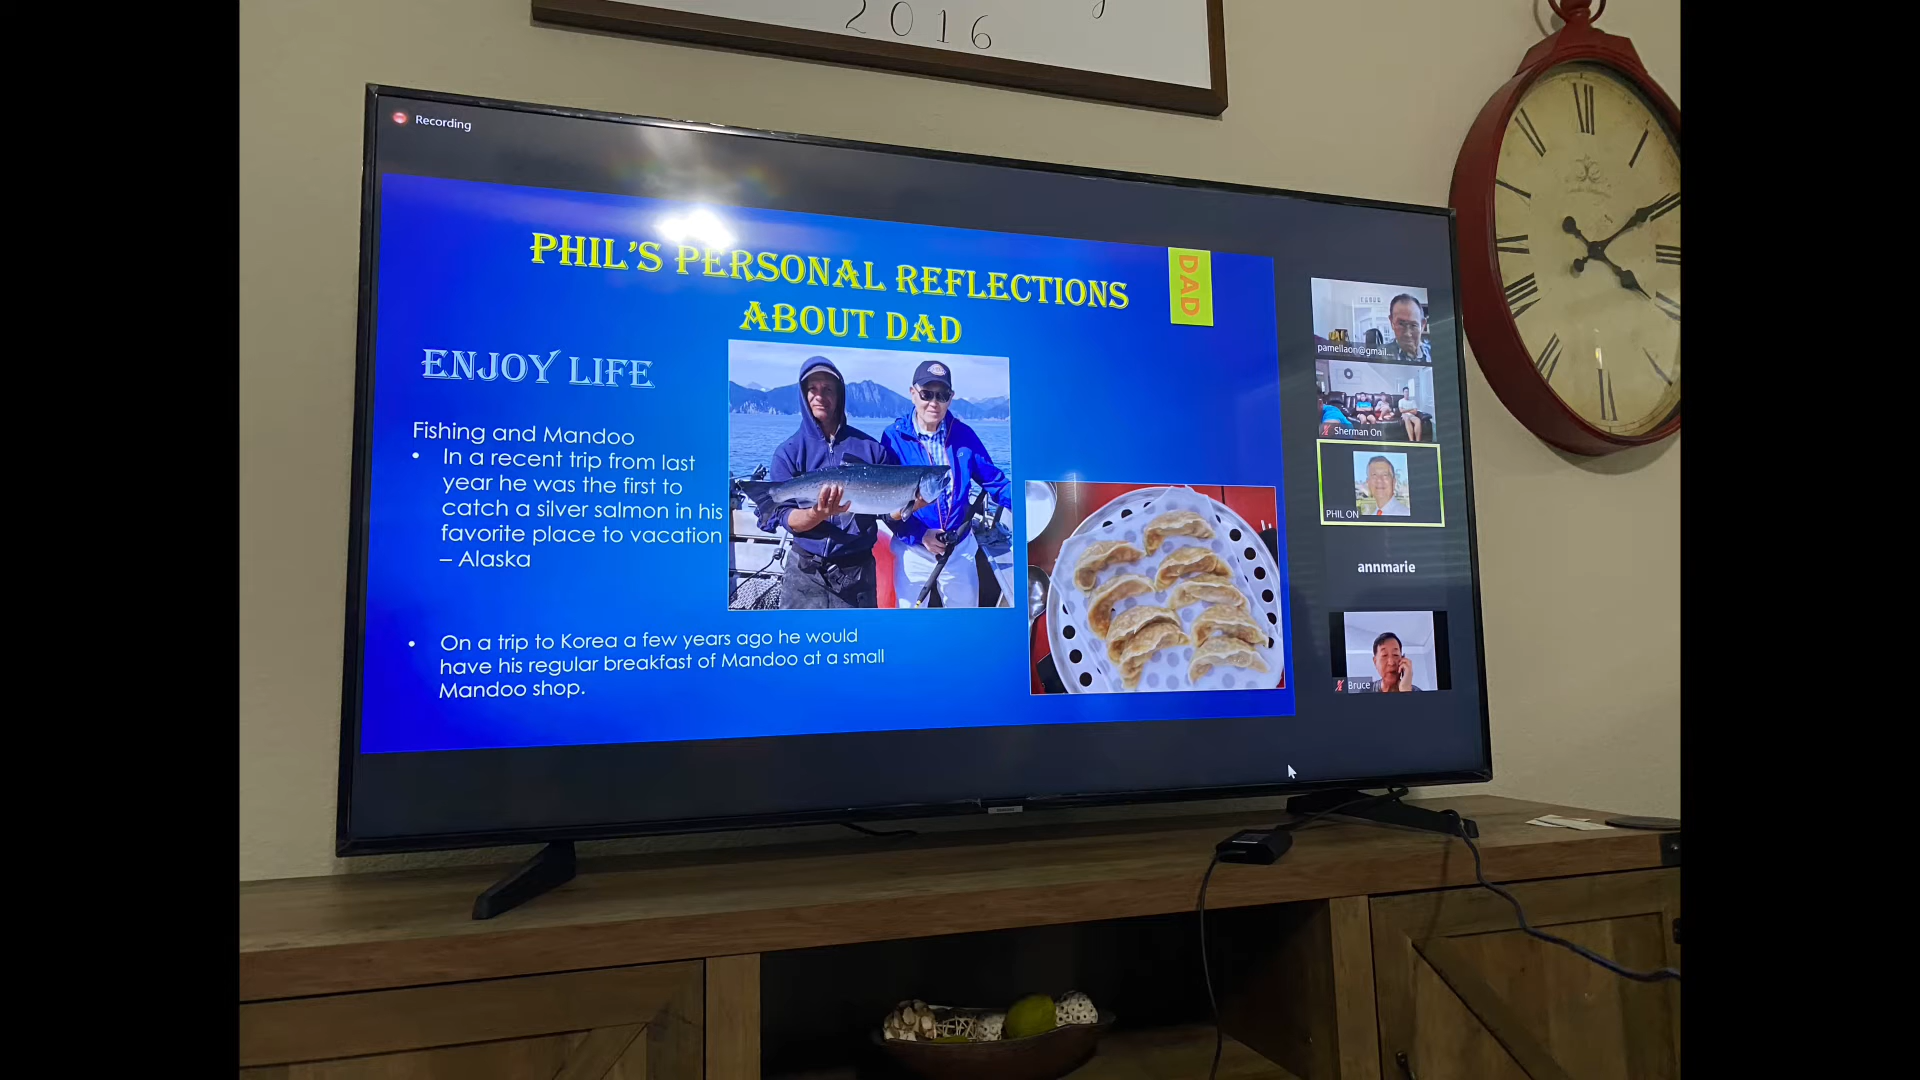 2016
Recording
PHIL'S PERSONAL REFLECTIONS
ABOUT DAD
DAD
ENJOY LIFE
Fishing and Mandoo
• In a recent trip from last
year he was the first to
catch a silver salmon in his
favorite place to vacation
– Alaska
• On a trip to Korea a few years ago he would
have his regular breakfast of Mandoo at a small
Mandoo shop.
pamellaon@gmail...
Sherman On
PHIL ON
annmarie
Bruce